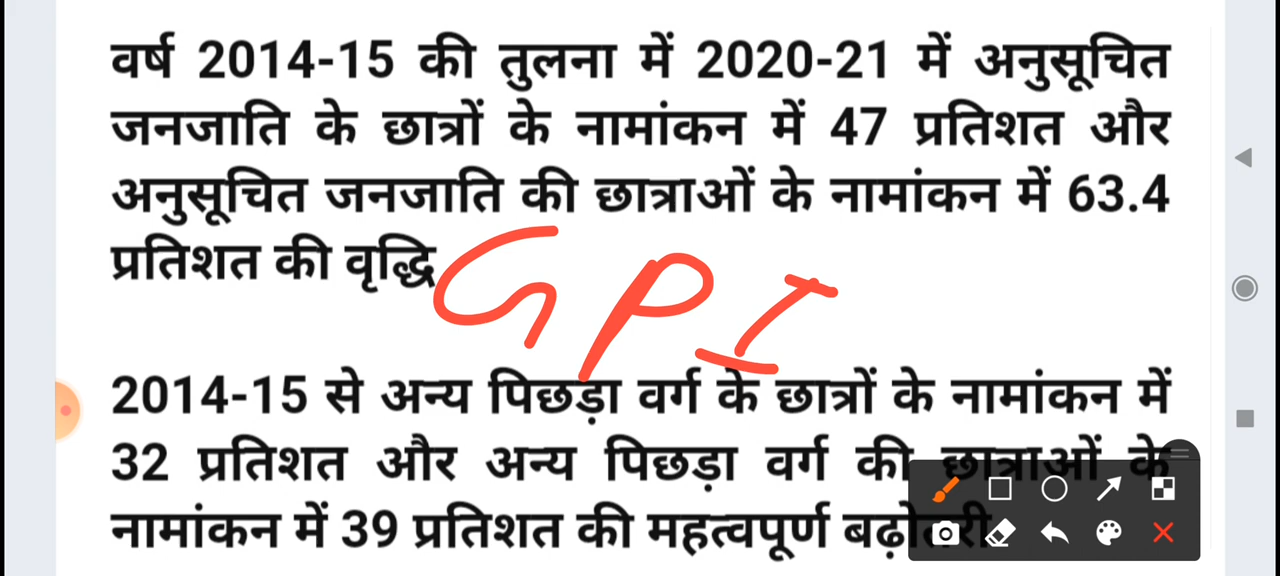 वर्ष 2014-15 की तुलना में 2020-21 में अनुसूचित
जनजाति के छात्रों के नामांकन में 47 प्रतिशत और
अनुसूचित जनजाति की छात्राओं के नामांकन में 63.4
प्रतिशत की वृद्धि
GPI
2014-15 से अन्य पिछड़ा वर्ग के छात्रों के नामांकन में
32 प्रतिशत और अन्य पिछड़ा वर्ग की छात्राओं के
नामांकन में 39 प्रतिशत की महत्वपूर्ण बढ़ोतरी